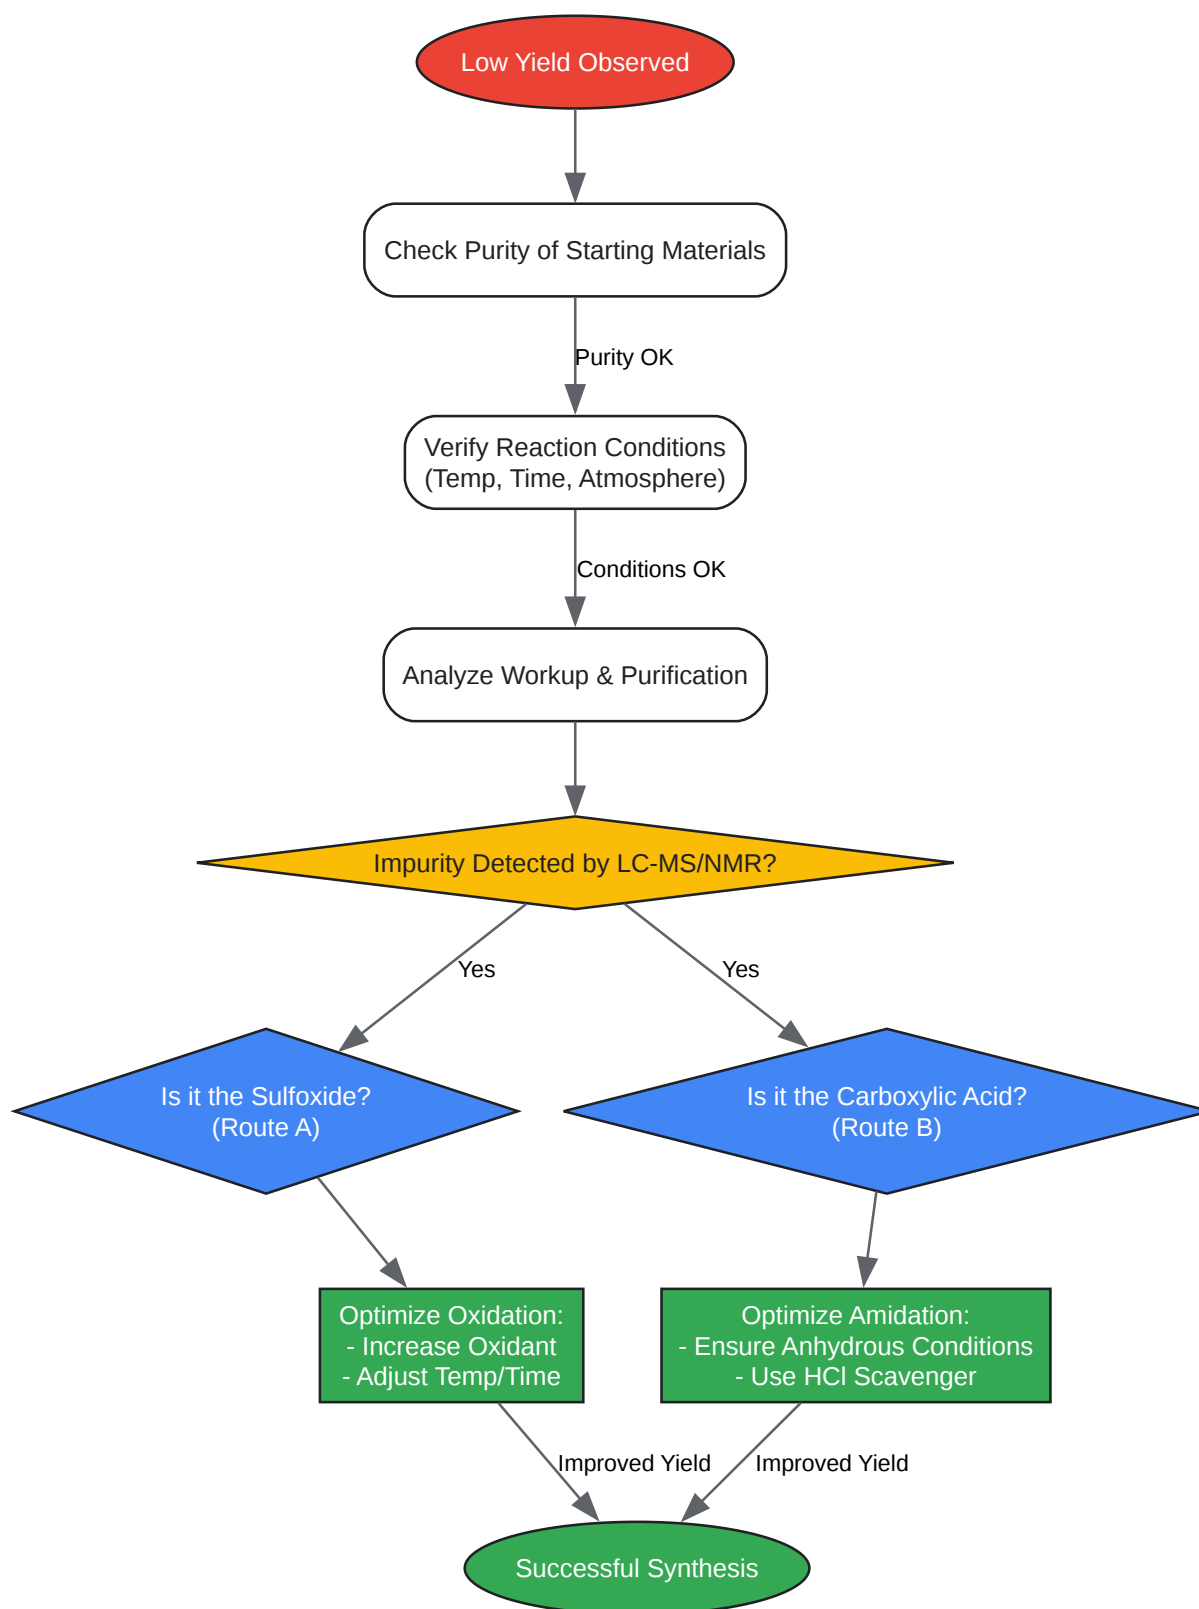 Low Yield Observed
Check Purity of Starting Materials
Purity OK
Verify Reaction Conditions
(Temp, Time, Atmosphere)
Conditions OK
Analyze Workup & Purification
Impurity Detected by LC-MS/NMR?
Yes
Yes
Is it the Sulfoxide?
(Route A)
Is it the Carboxylic Acid?
(Route B)
Optimize Oxidation:
- Increase Oxidant
- Adjust Temp/Time
Optimize Amidation:
- Ensure Anhydrous Conditions
- Use HCl Scavenger
Improved Yield
Improved Yield
Successful Synthesis